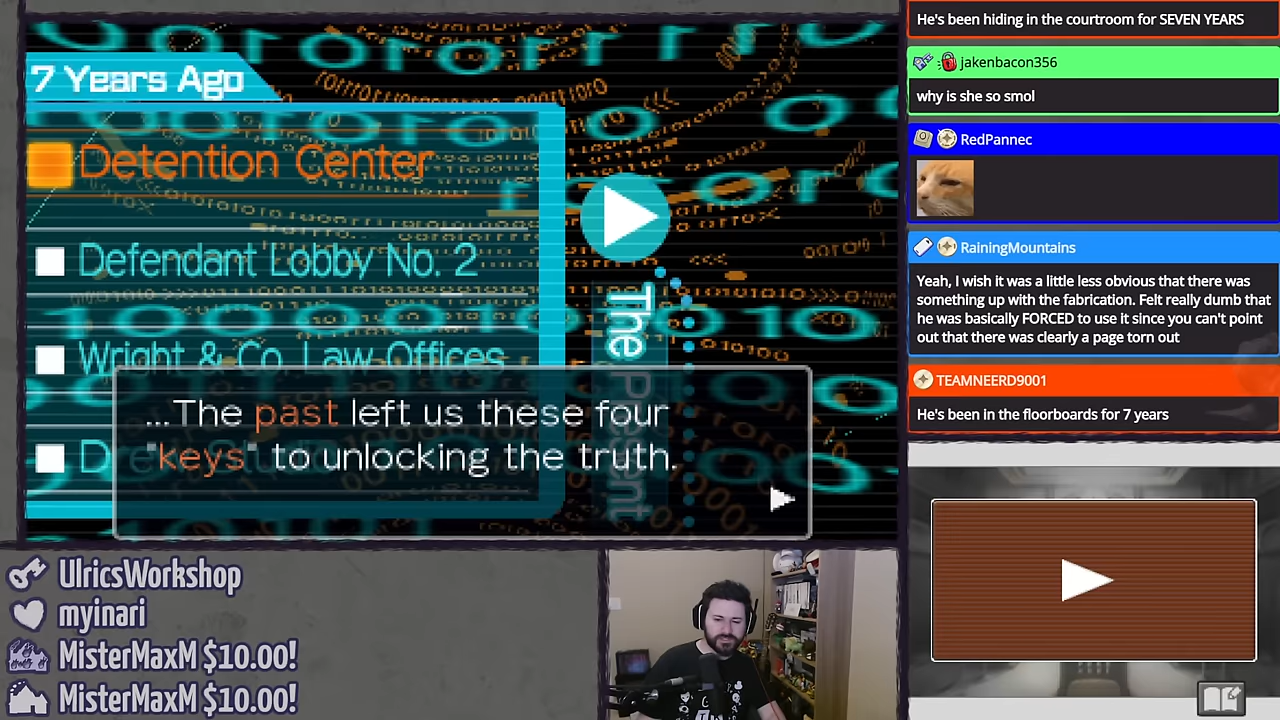 7 Years Ago
Detention Center
Defendant Lobby No. 2
Wright & Co. Law Offices
D
The Present
...The past left us these four
"keys" to unlocking the truth.
He's been hiding in the courtroom for SEVEN YEARS
jakenbacon356
why is she so smol
RedPannec
RainingMountains
Yeah, I wish it was a little less obvious that there was
something up with the fabrication. Felt really dumb that
he was basically FORCED to use it since you can't point
out that there was clearly a page torn out
TEAMNEERD9001
He's been in the floorboards for 7 years
UlricsWorkshop
myinari
MisterMaxM $10.00!
MisterMaxM $10.00!